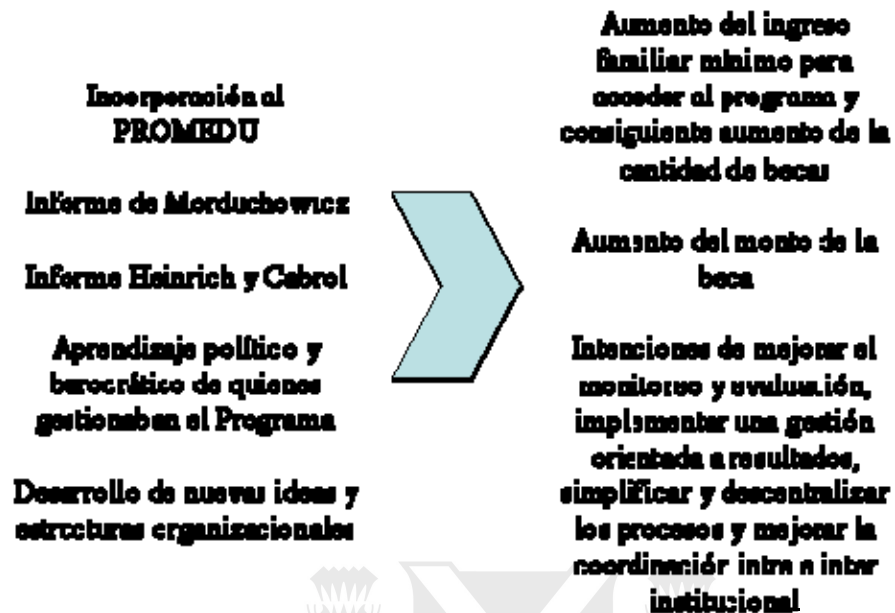 Incorporación al
PROMEDU
Informe de Morduchowicz
Informe Heinrich y Cabrol
Aprendizaje político y
burocrático de quienes
gestionaban el Programa
Desarrollo de nuevas ideas y
estructuras organizacionales
Aumento del ingreso
familiar mínimo para
acceder al programa y
consiguiente aumento de la
cantidad de becas
Aumento del monto de la
beca
Intenciones de mejorar el
monitoreo y evaluación,
implementar una gestión
orientada a resultados,
simplificar y descentralizar
los procesos y mejorar la
coordinación intra e inter
institucional